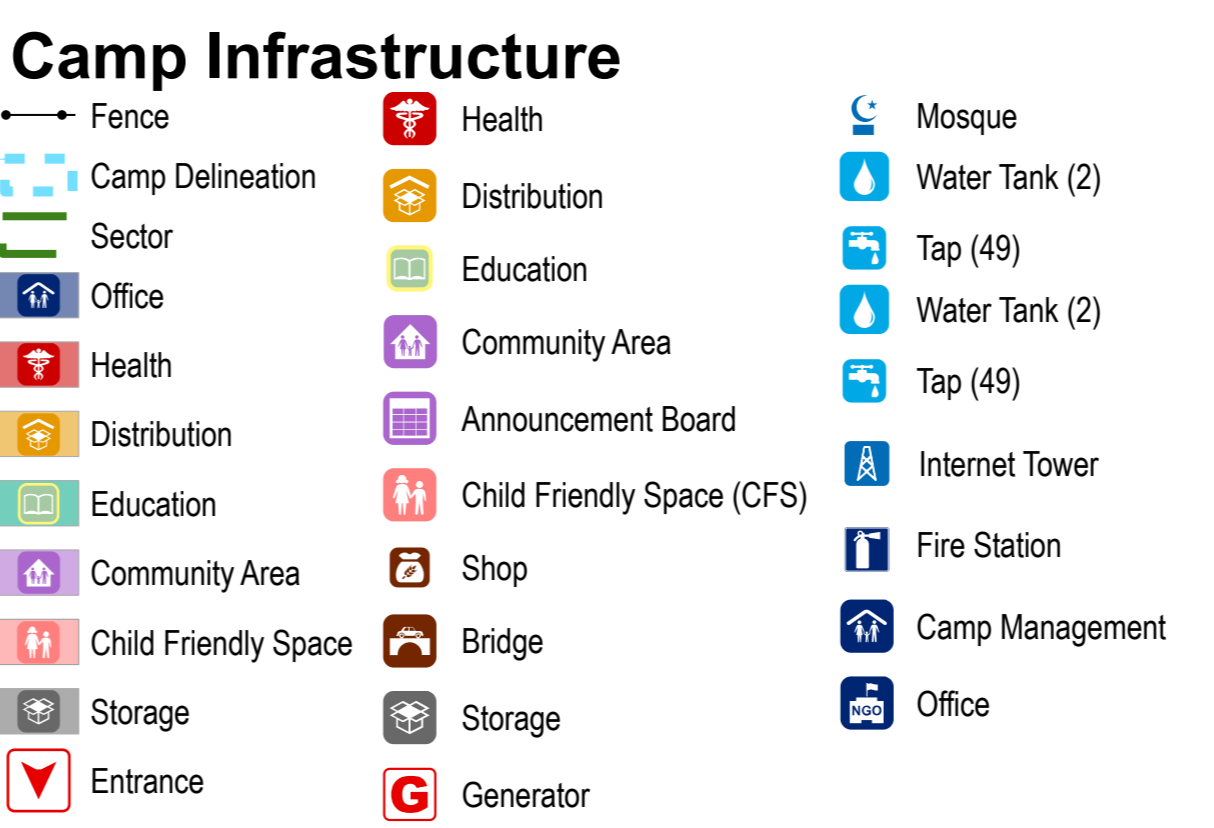 Camp Infrastructure
Fence
Camp Delineation
Sector
Office
Health
Distribution
Education
Community Area
Child Friendly Space
Storage
Entrance
Health
Distribution
Education
Community Area
Announcement Board
Child Friendly Space (CFS)
Shop
Bridge
Storage
G Generator
Mosque
Water Tank (2)
Tap (49)
Water Tank (2)
Tap (49)
Internet Tower
Fire Station
Camp Management
NGO Office